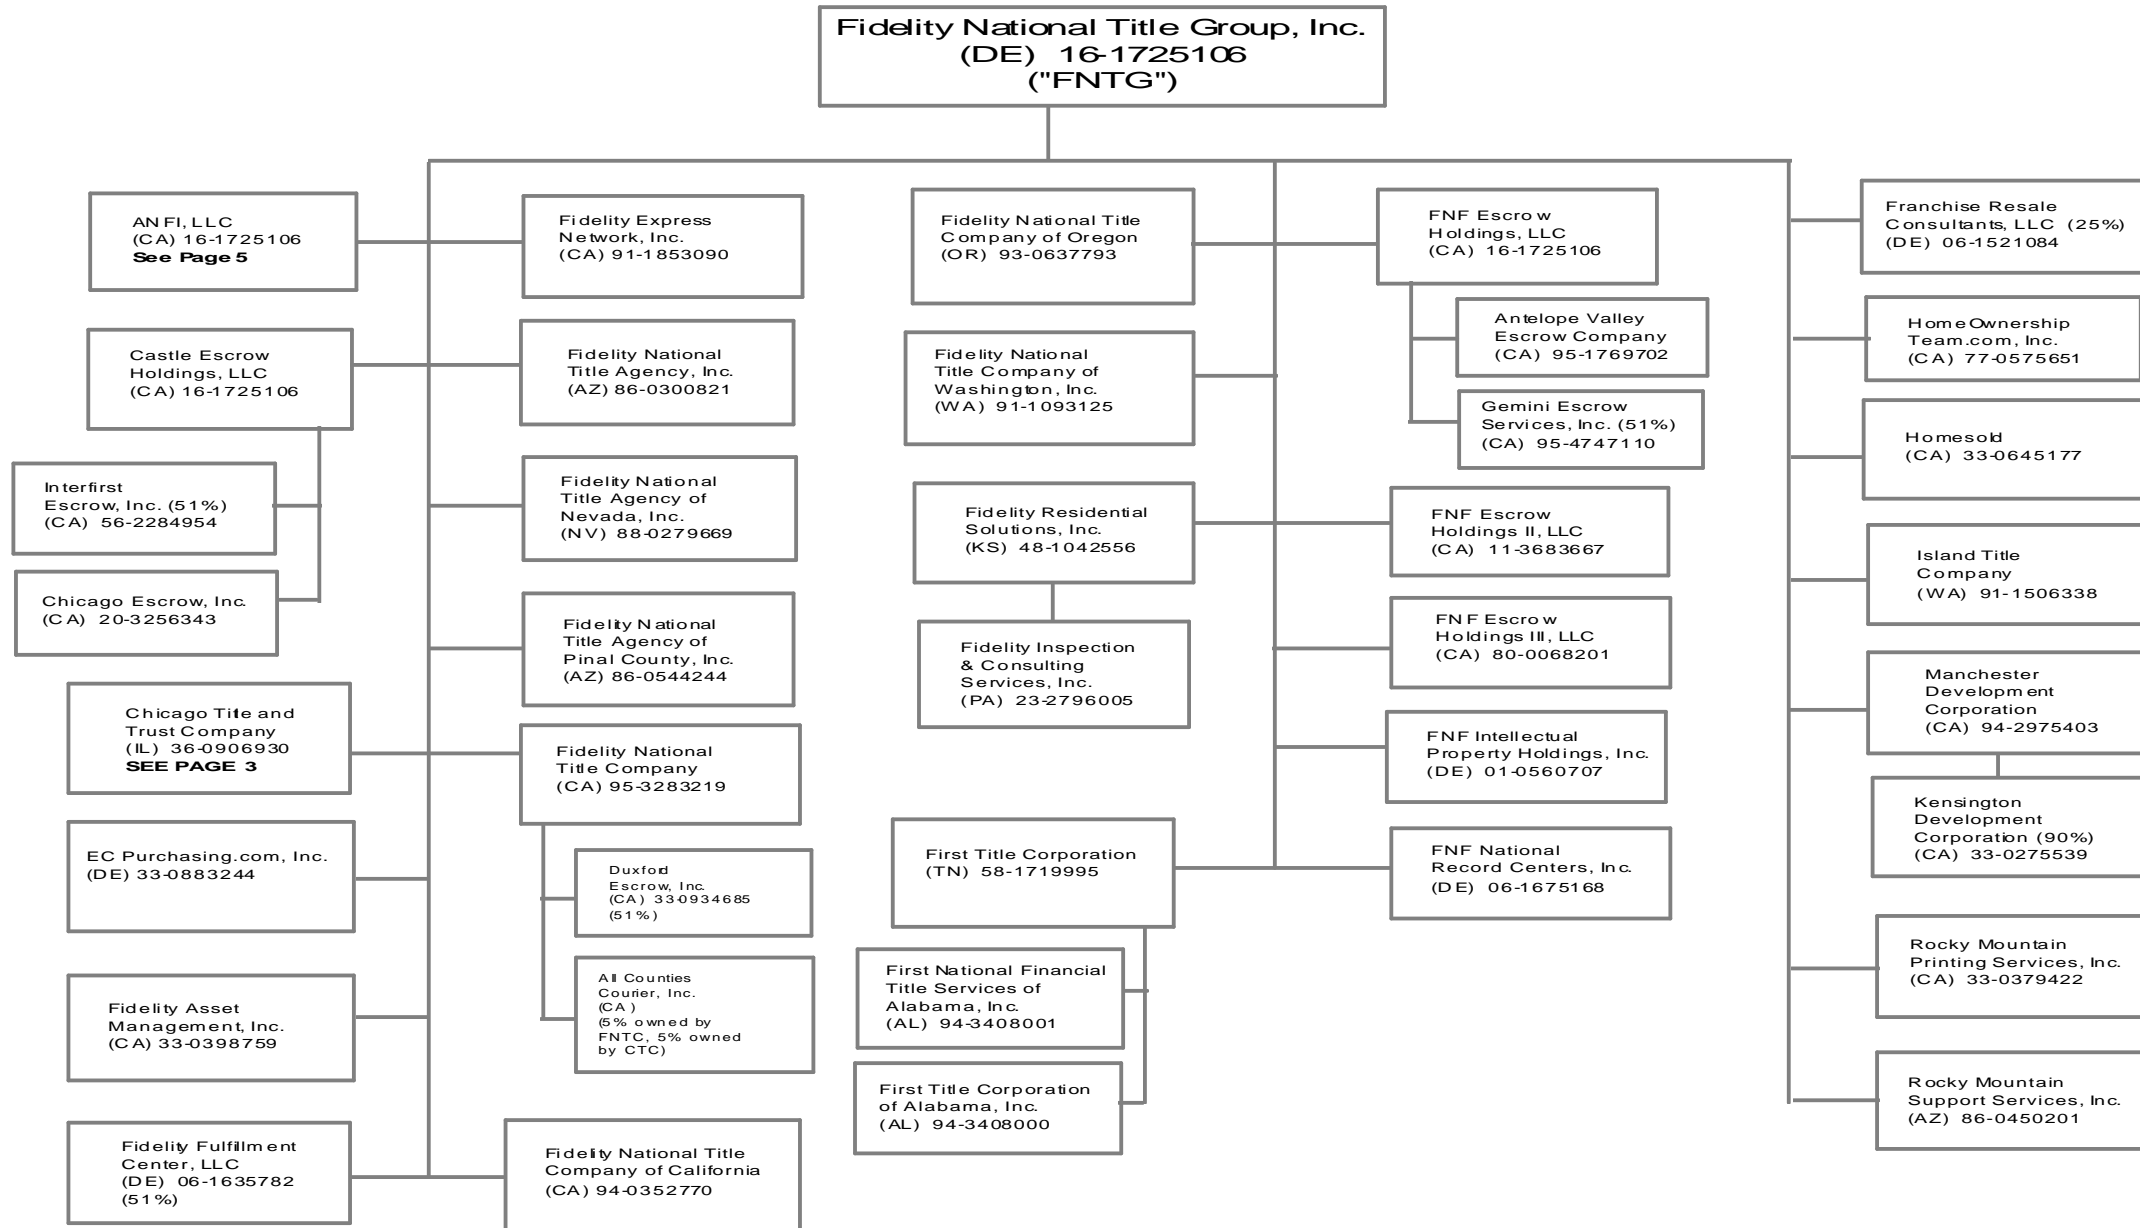 Fidelity National Title Group, Inc.
(DE) 16-1725106
("FNTG")
ANFI, LLC
(CA) 16-1725106
See Page 5
Castle Escrow
Holdings, LLC
(CA) 16-1725106
Interfirst
Escrow, Inc. (51%)
(CA) 56-2284954
Chicago Escrow, Inc.
(CA) 20-3256343
Chicago Title and
Trust Company
(IL) 36-0906930
SEE PAGE 3
EC Purchasing.com, Inc.
(DE) 33-0883244
Fidelity Asset
Management, Inc.
(CA) 33-0398759
Fidelity Fulfillment
Center, LLC
(DE) 06-1635782
(51%)
Fidelity Express
Network, Inc.
(CA) 91-1853090
Fidelity National
Title Agency, Inc.
(AZ) 86-0300821
Fidelity National
Title Agency of
Nevada, Inc.
(NV) 88-0279669
Fidelity National
Title Agency of
Pinal County, Inc.
(AZ) 86-0544244
Fidelity National
Title Company
(CA) 95-3283219
Duxford
Escrow, Inc.
(CA) 33-0934685
(51%)
All Counties
Courier, Inc.
(CA)
(5% owned by
FNTC, 5% owned
by CTC)
Fidelity National Title
Company of California
(CA) 94-0352770
Fidelity National Title
Company of Oregon
(OR) 93-0637793
Fidelity National
Title Company of
Washington, Inc.
(WA) 91-1093125
Fidelity Residential
Solutions, Inc.
(KS) 48-1042556
Fidelity Inspection
& Consulting
Services, Inc.
(PA) 23-2796005
First Title Corporation
(TN) 58-1719995
First National Financial
Title Services of
Alabama, Inc.
(AL) 94-3408001
First Title Corporation
of Alabama, Inc.
(AL) 94-3408000
FNF Escrow
Holdings, LLC
(CA) 16-1725106
Antelope Valley
Escrow Company
(CA) 95-1769702
Gemini Escrow
Services, Inc. (51%)
(CA) 95-4747110
FNF Escrow
Holdings II, LLC
(CA) 11-3683667
FNF Escrow
Holdings III, LLC
(CA) 80-0068201
FNF Intellectual
Property Holdings, Inc.
(DE) 01-0560707
FNF National
Record Centers, Inc.
(DE) 06-1675168
Franchise Resale
Consultants, LLC (25%)
(DE) 06-1521084
HomeOwnership
Team.com, Inc.
(CA) 77-0575651
Homesold
(CA) 33-0645177
Island Title
Company
(WA) 91-1506338
Manchester
Development
Corporation
(CA) 94-2975403
Kensington
Development
Corporation (90%)
(CA) 33-0275539
Rocky Mountain
Printing Services, Inc.
(CA) 33-0379422
Rocky Mountain
Support Services, Inc.
(AZ) 86-0450201